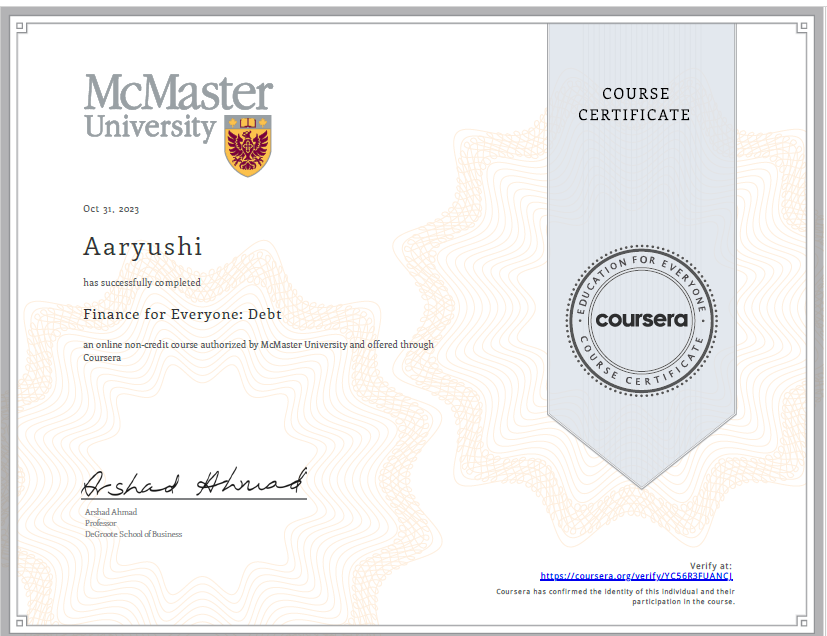 McMaster
University
COURSE
CERTIFICATE
Oct 31, 2023
Aaryushi
has successfully completed
Finance for Everyone: Debt
an online non-credit course authorized by McMaster University and offered through
Coursera
EDUCATION FOR EVERYONE
coursera
COURSE CERTIFICATE
Arshad Ahmad
Arshad Ahmad
Professor
DeGroote School of Business
Verify at:
https://coursera.org/verify/YC56R3FUANCJ
Coursera has confirmed the identity of this individual and their
participation in the course.